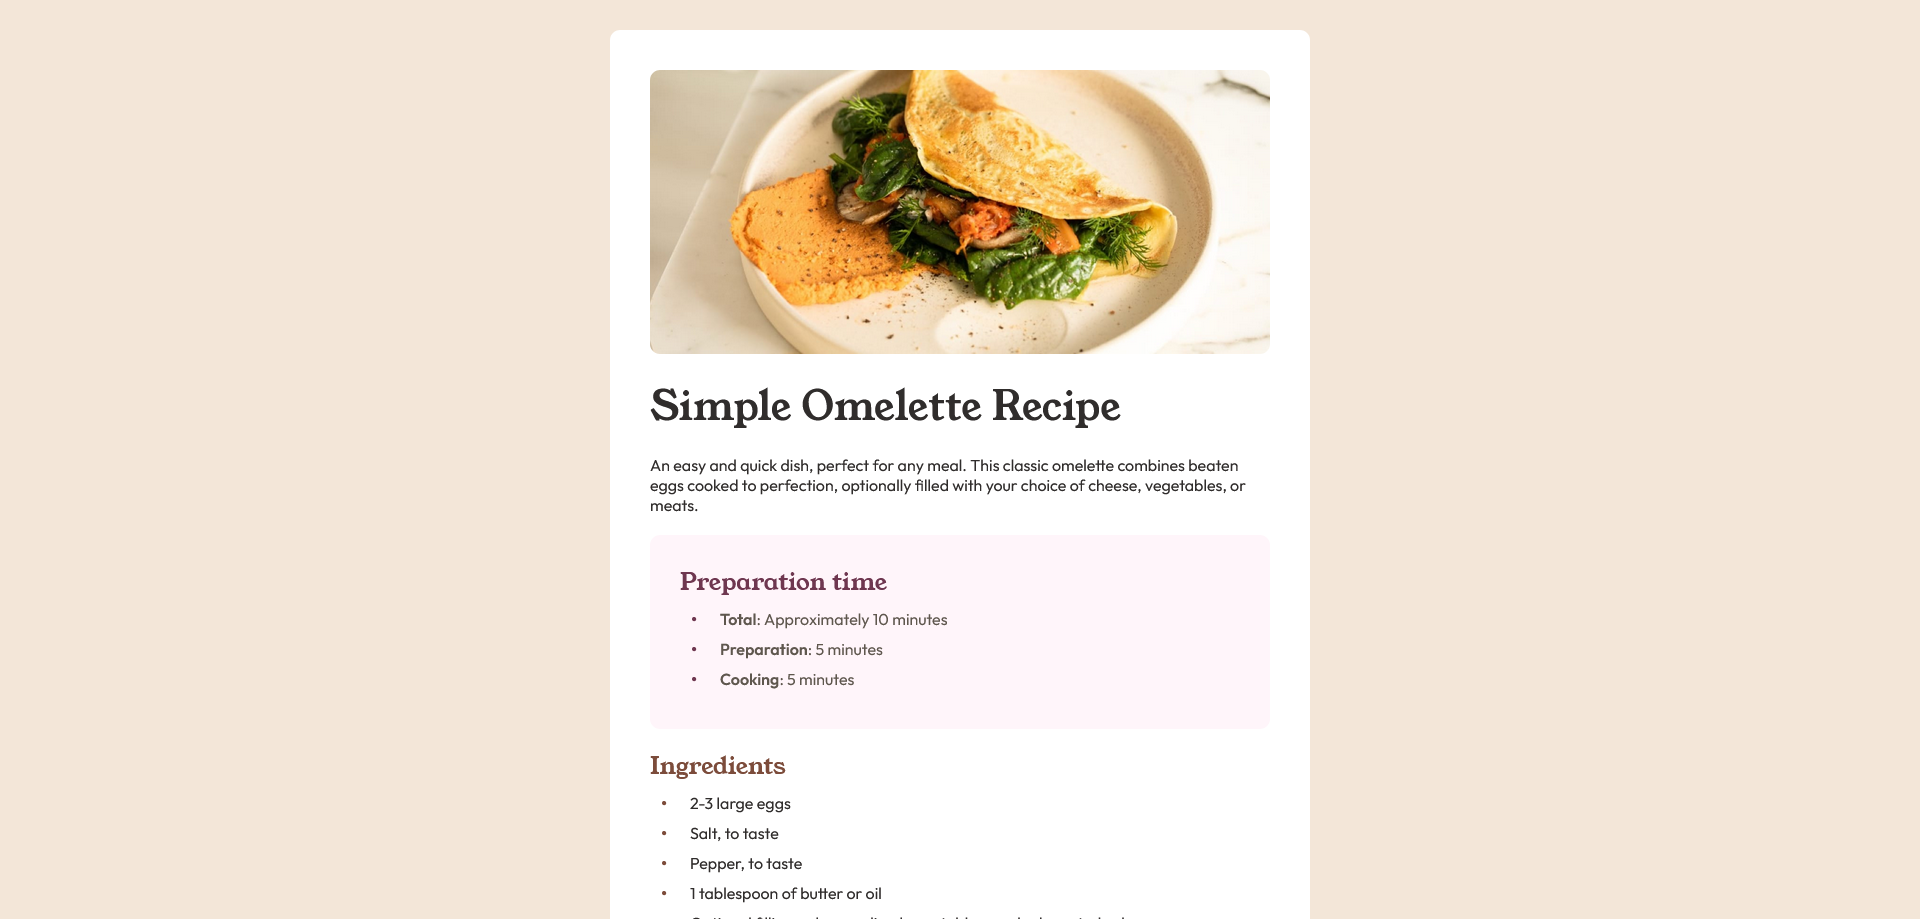 Simple Omelette Recipe
An easy and quick dish, perfect for any meal. This classic omelette combines beaten
eggs cooked to perfection, optionally filled with your choice of cheese, vegetables, or
meats.
Preparation time
• Total: Approximately 10 minutes
• Preparation: 5 minutes
• Cooking: 5 minutes
Ingredients
• 2-3 large eggs
• Salt, to taste
• Pepper, to taste
• 1 tablespoon of butter or oil